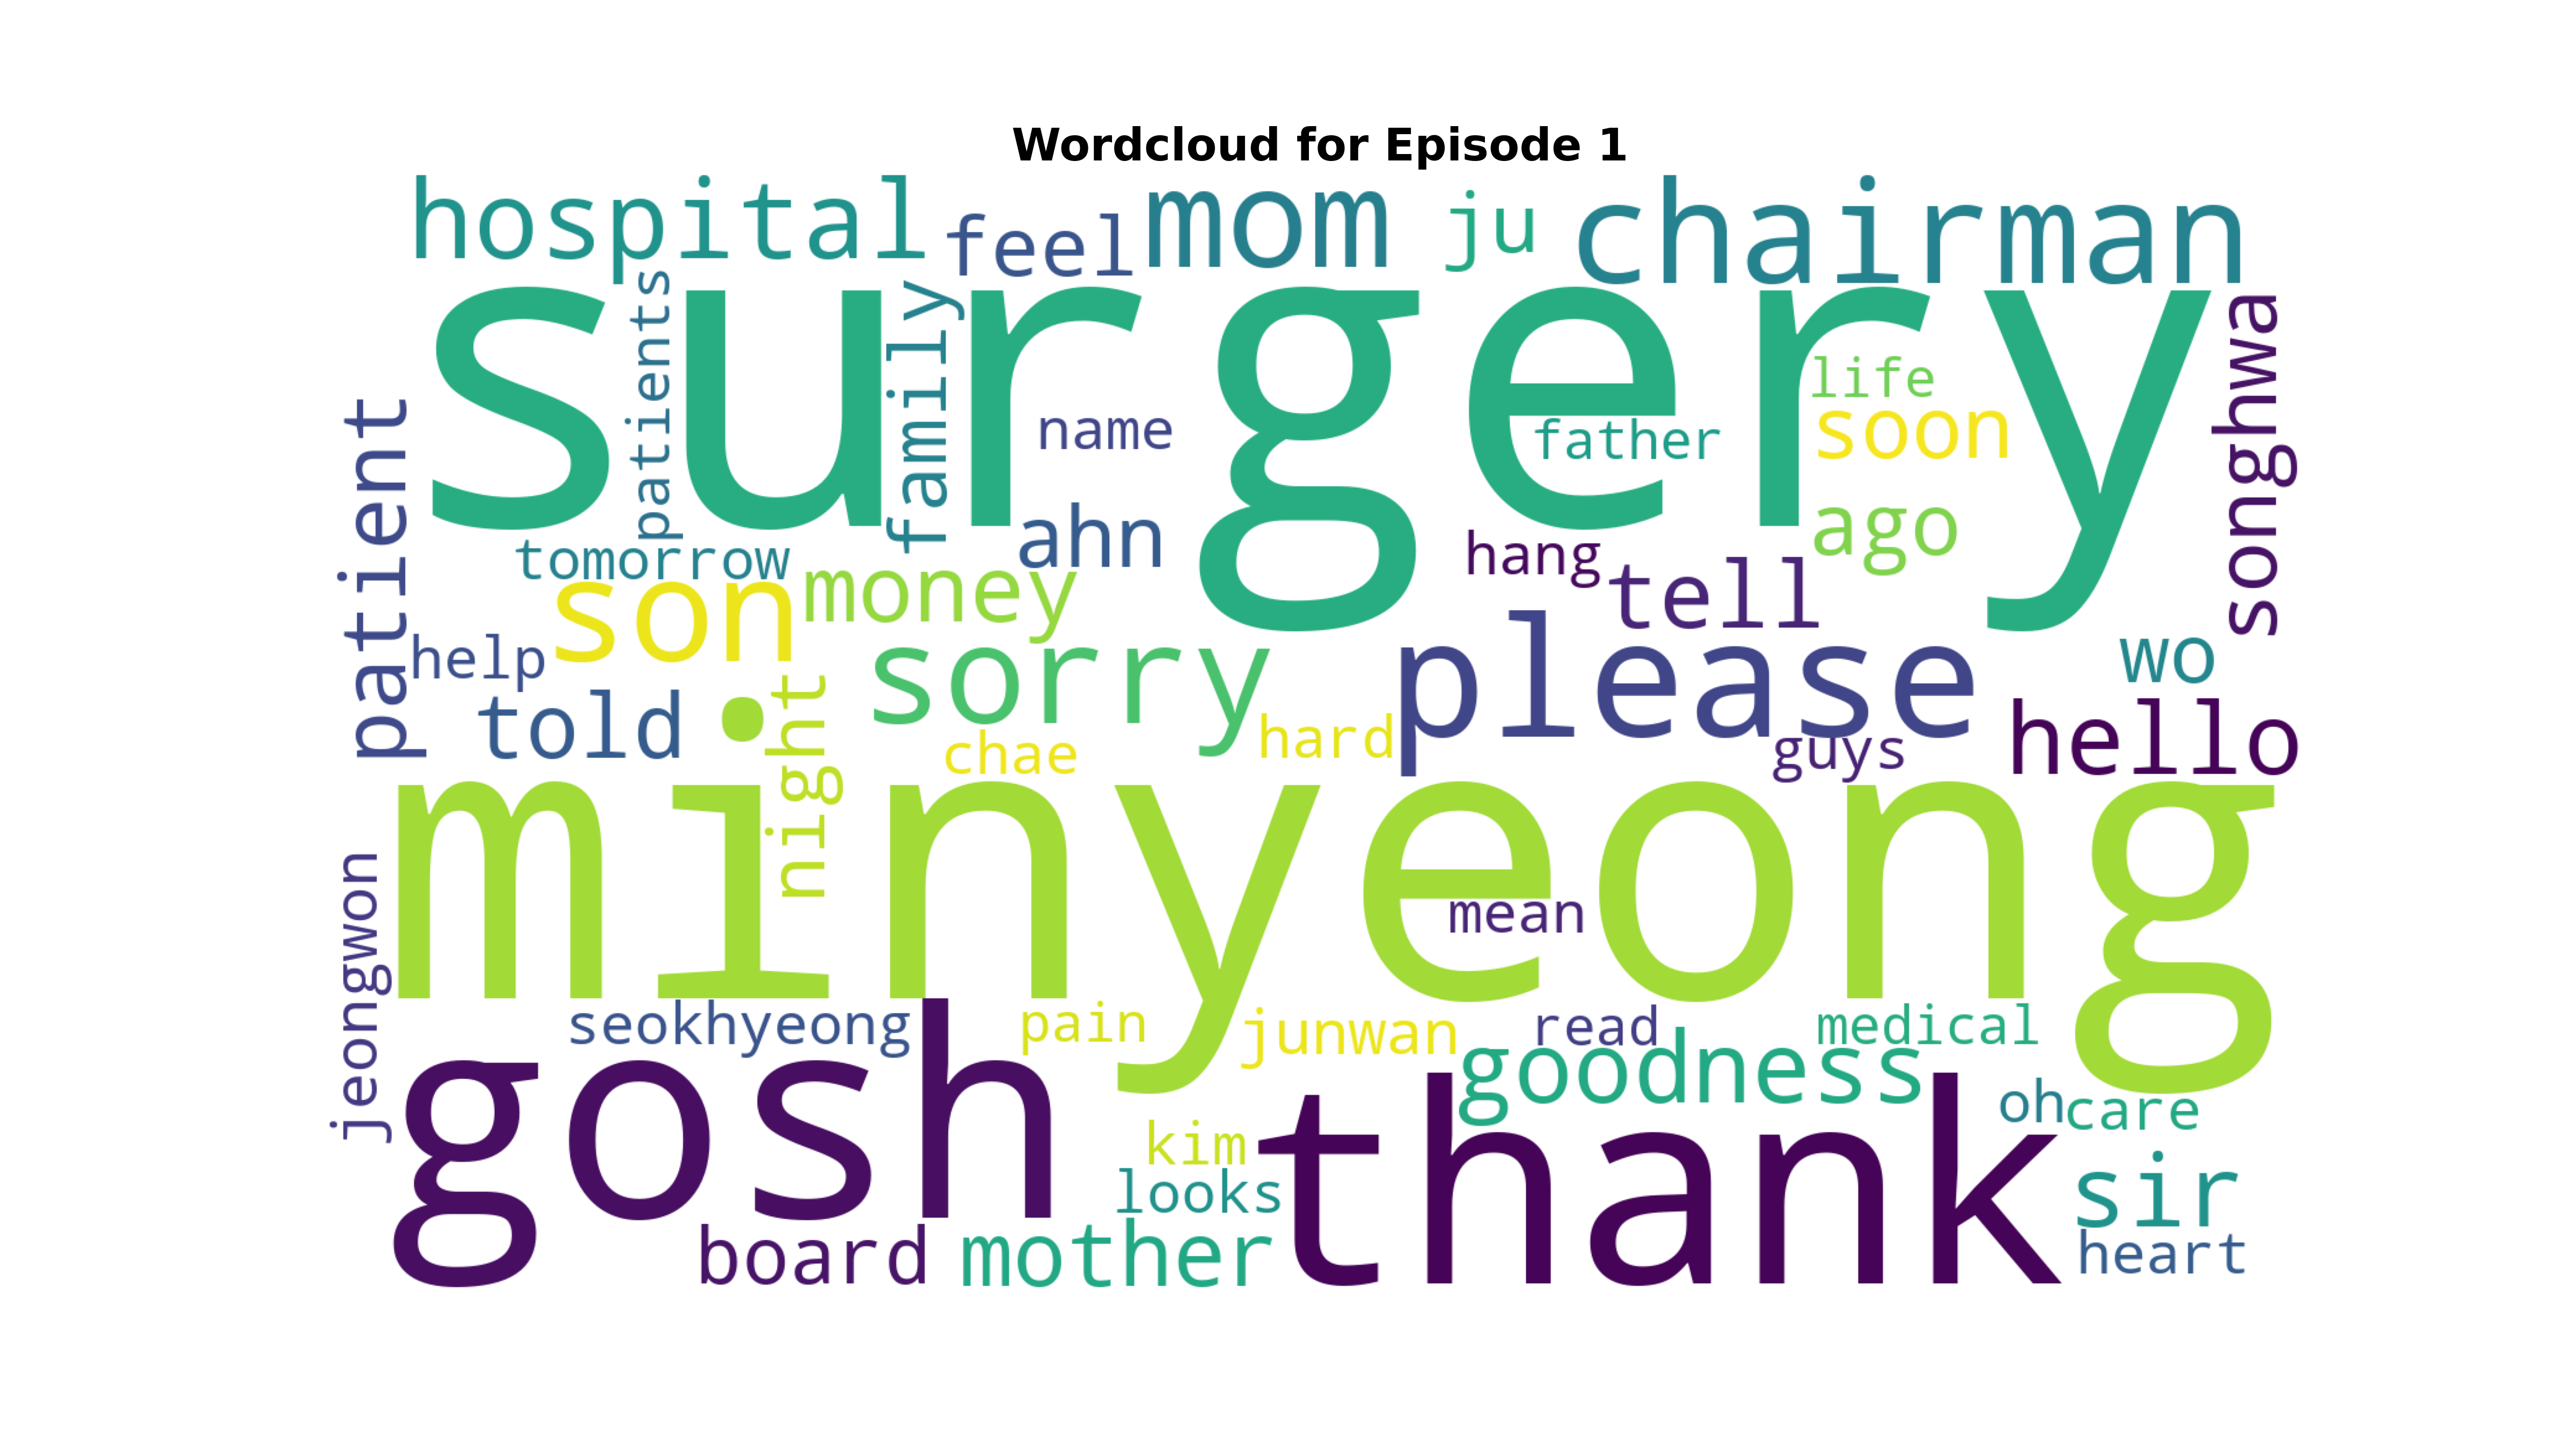 Wordcloud for Episode 1
hospital
feel
mom
ju
chairman
surgery
patients
family
songhwa
patient
name
life
father
soon
ahn
ago
tomorrow
hang
money
tell
son
help
sorry
please
wo
told
night
chae
hard
guys
hello
minyeong
mean
jeongwon
seokhyeong
pain
junwan
read
medical
gosh
goodness
oh
care
kim
thank
looks
sir
board
mother
heart